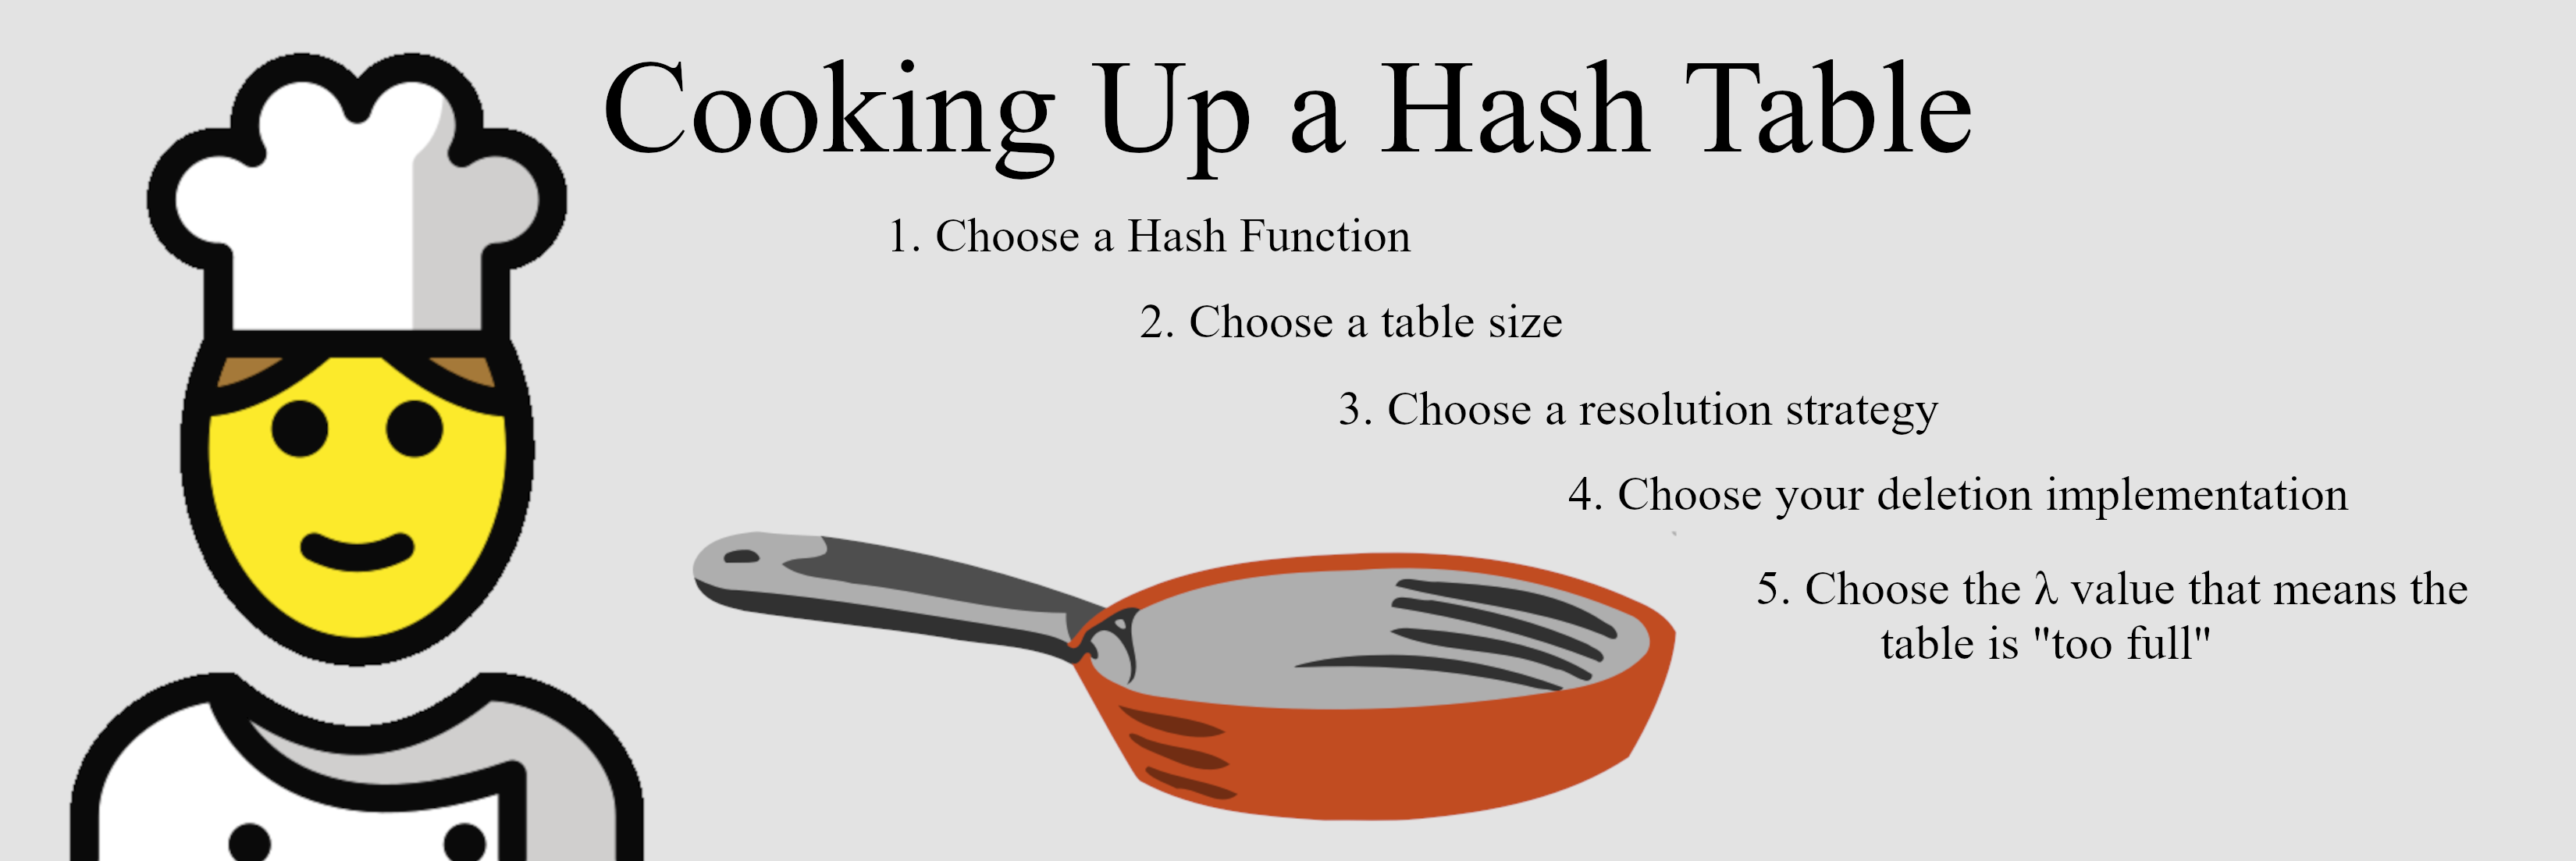 Cooking Up a Hash Table
1. Choose a Hash Function
2. Choose a table size
3. Choose a resolution strategy
4. Choose your deletion implementation
5. Choose the λ value that means the
table is "too full"